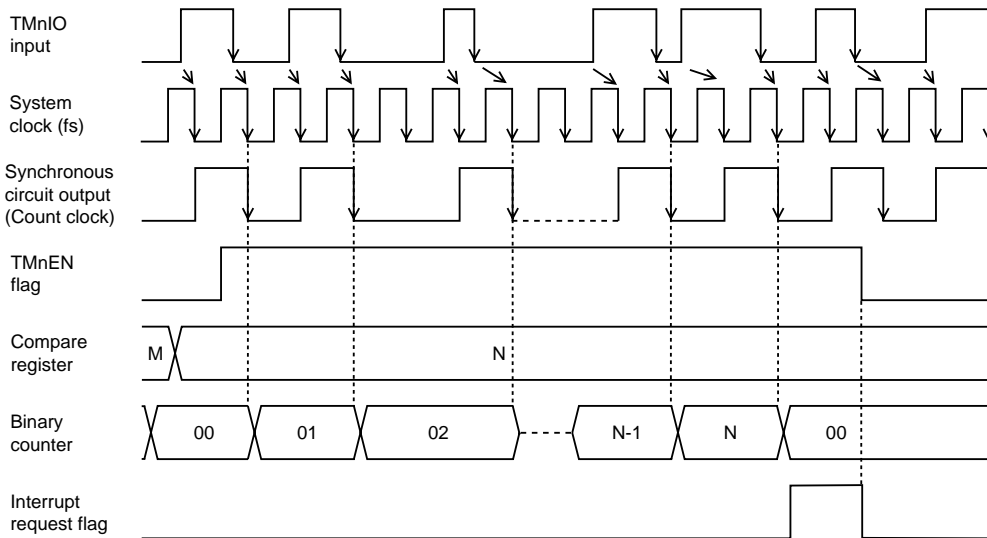 TMnIO
input
System
clock (fs)
Synchronous
circuit output
(Count clock)
TMnEN
flag
Compare
register
M
N
Binary
counter
00
01
02
N-1
N
00
Interrupt
request flag